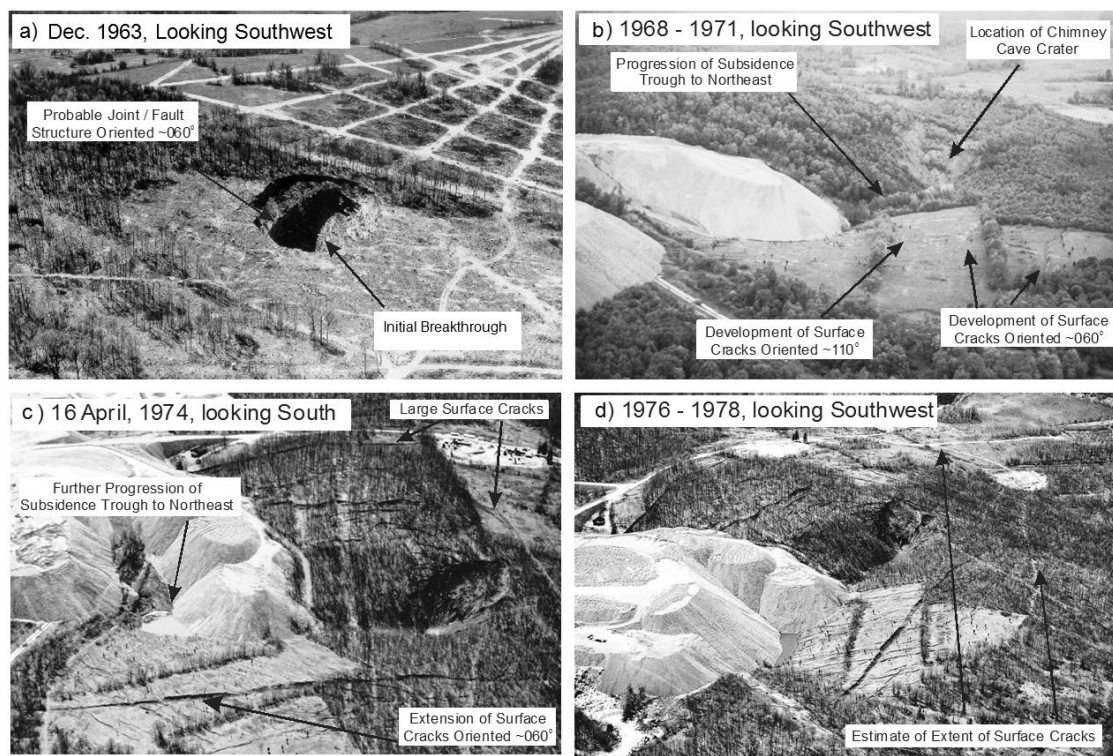 a) Dec. 1963, Looking Southwest
Probable Joint / Fault
Structure Oriented ~060°
Initial Breakthrough
b) 1968 - 1971, looking Southwest
Location of Chimney
Cave Crater
Progression of Subsidence
Trough to Northeast
Development of Surface
Cracks Oriented ~110°
Development of Surface
Cracks Oriented ~060°
c) 16 April, 1974, looking South
Large Surface Cracks
Further Progression of
Subsidence Trough to Northeast
Extension of Surface
Cracks Oriented ~060°
d) 1976 - 1978, looking Southwest
Estimate of Extent of Surface Cracks